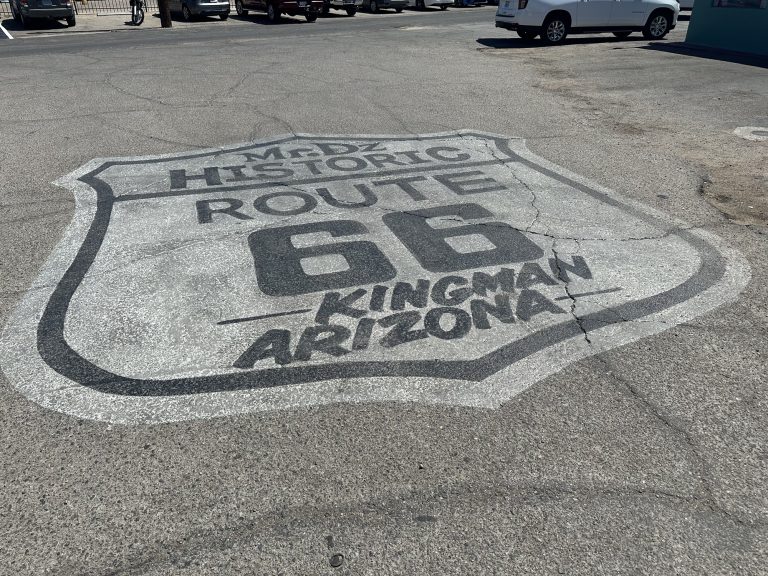 Mr Dz
HISTORIC
ROUTE
66
KINGMAN
ARIZONA